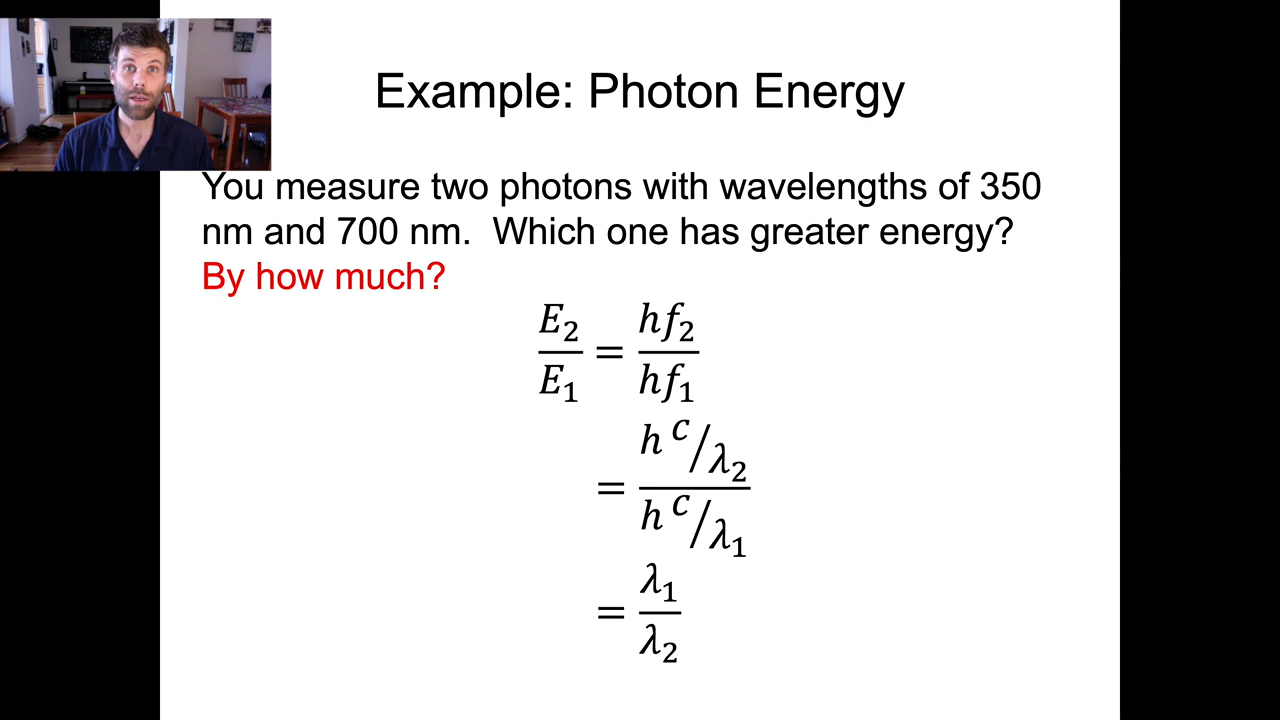 Example: Photon Energy
You measure two photons with wavelengths of 350
nm and 700 nm.  Which one has greater energy?
By how much?
E₂/E₁ = hf₂/hf₁
= (h c/λ₂)/(h c/λ₁)
= λ₁/λ₂